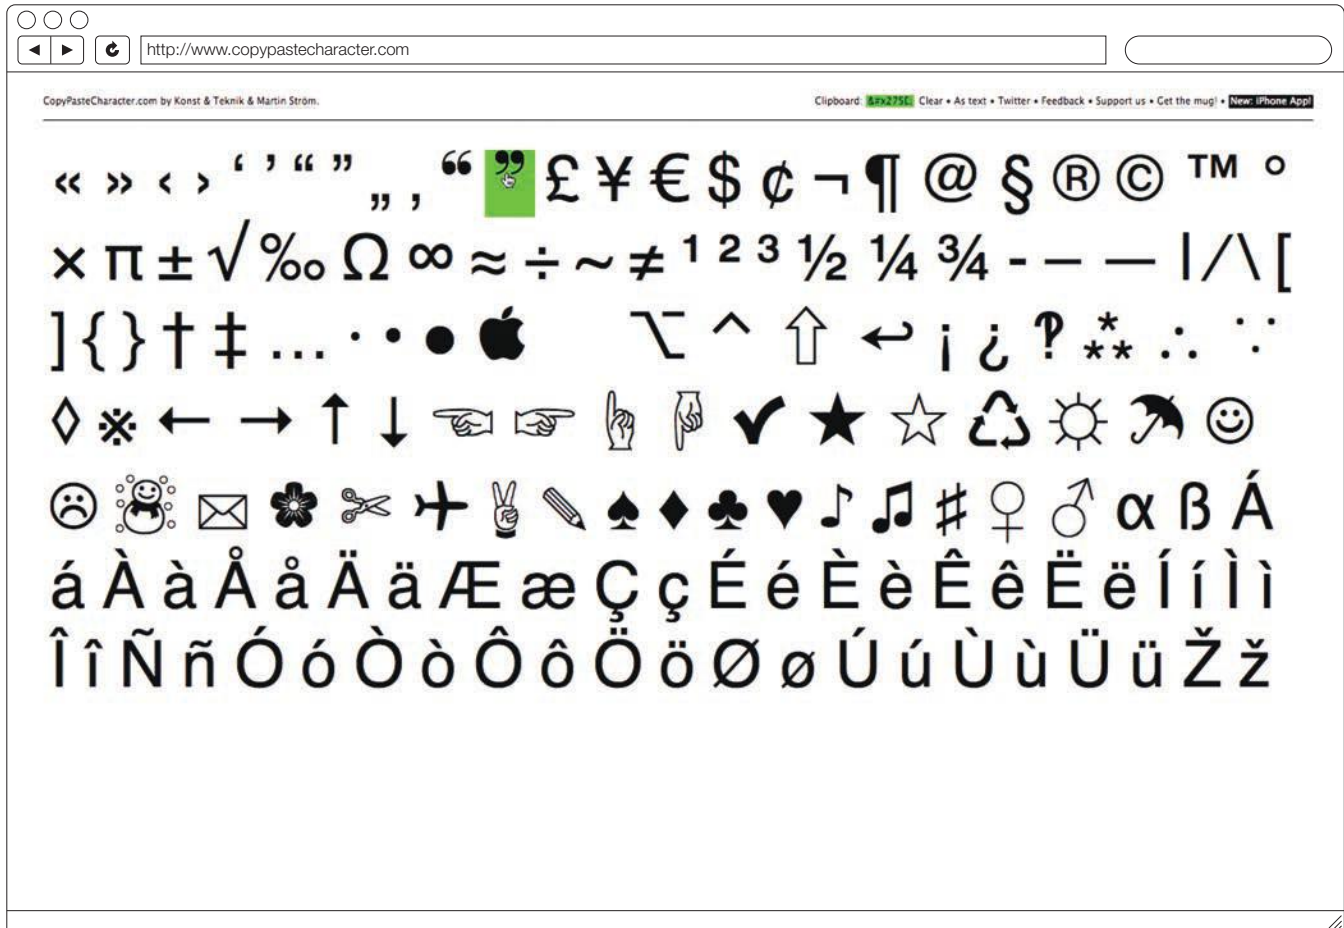 http://www.copypastecharacter.com
CopyPasteCharacter.com by Konst & Teknik & Martin Ström.
Clipboard: &#x275E; Clear • As text • Twitter • Feedback • Support us • Get the mug! • New: iPhone App!
« » ‹ › ‘ ’ “ ” „ ‚ ❝ ❞ £ ¥ € $ ¢ ¬ ¶ @ § ® © ™ °
× π ± √ ‰ Ω ∞ ≈ ÷ ~ ≠ ¹ ² ³ ½ ¼ ¾ ‐ – — | / \ [
] { } † ‡ … · • ●  ⌥ ⌃ ⇧ ↩ ¡ ¿ ‽ ⁂ ∴ ∵
◊ ※ ← → ↑ ↓ ☜ ☞ ☝ ☟ ✔ ★ ☆ ♺ ☼ ☂ ☺
☹ ☃ ✉ ✿ ✄ ✈ ✌ ✎ ♠ ♦ ♣ ♥ ♪ ♫ ♯ ♀ ♂ α ß Á
á À à Å å Ä ä Æ æ Ç ç É é È è Ê ê Ë ë Í í Ì ì
Î î Ñ ñ Ó ó Ò ò Ô ô Ö ö Ø ø Ú ú Ù ù Ü ü Ž ž